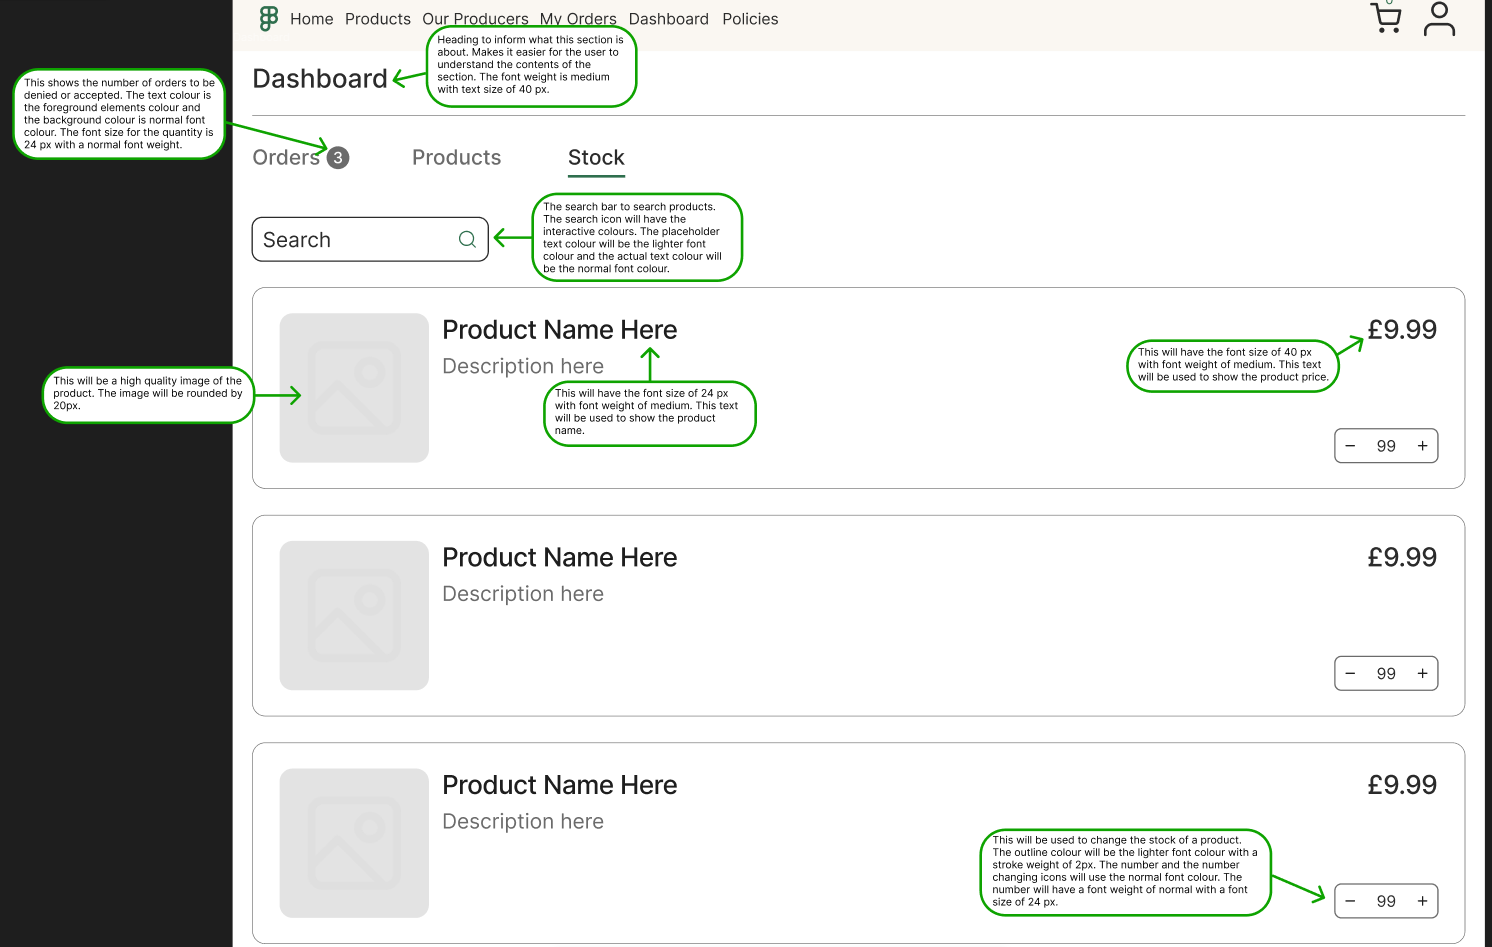 Home Products Our Producers My Orders Dashboard Policies
0
Heading to inform what this section is
about. Makes it easier for the user to
understand the contents of the
section. The font weight is medium
with text size of 40 px.
Dashboard
This shows the number of orders to be
denied or accepted. The text colour is
the foreground elements colour and
the background colour is normal font
colour. The font size for the quantity is
24 px with a normal font weight.
Orders 3 Products Stock
The search bar to search products.
The search icon will have the
interactive colours. The placeholder
text colour will be the lighter font
colour and the actual text colour will
be the normal font colour.
Search
Product Name Here
£9.99
Description here
This will have the font size of 40 px
with font weight of medium. This text
will be used to show the product price.
This will be a high quality image of the
product. The image will be rounded by
20px.
This will have the font size of 24 px
with font weight of medium. This text
will be used to show the product
name.
− 99 +
Product Name Here
£9.99
Description here
− 99 +
Product Name Here
£9.99
Description here
This will be used to change the stock of a product.
The outline colour will be the lighter font colour with a
stroke weight of 2px. The number and the number
changing icons will use the normal font colour. The
number will have a font weight of normal with a font
size of 24 px.
− 99 +